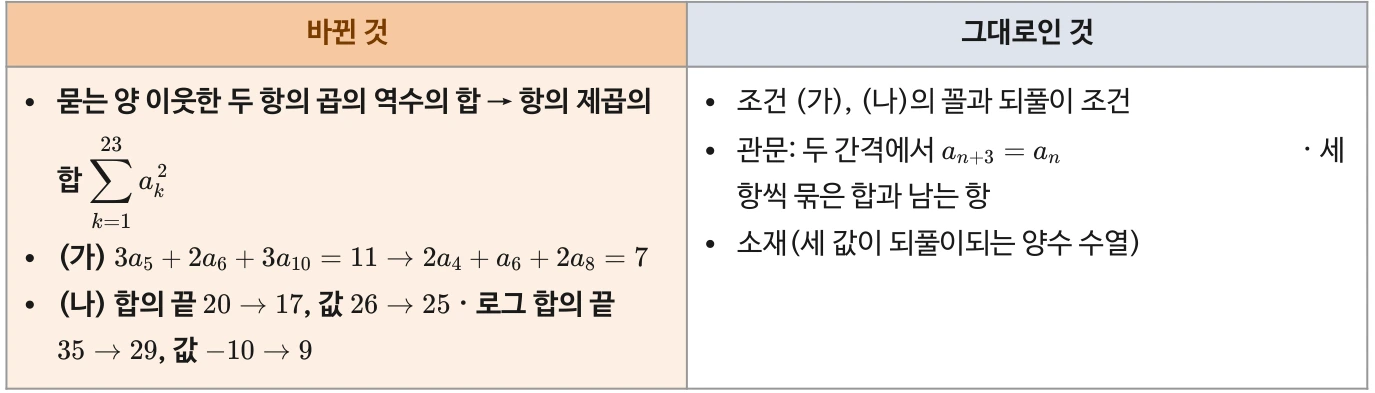 바뀐 것
그대로인 것
• 묻는 양 이웃한 두 항의 곱의 역수의 합 → 항의 제곱의
합 \sum_{k=1}^{23} a_k^2
• (가) 3a_5 + 2a_6 + 3a_{10} = 11 → 2a_4 + a_6 + 2a_8 = 7
• (나) 합의 끝 20 → 17, 값 26 → 25 · 로그 합의 끝
35 → 29, 값 −10 → 9
• 조건 (가), (나)의 꼴과 되풀이 조건
• 관문: 두 간격에서 a_{n+3} = a_n · 세
항씩 묶은 합과 남는 항
• 소재(세 값이 되풀이되는 양수 수열)